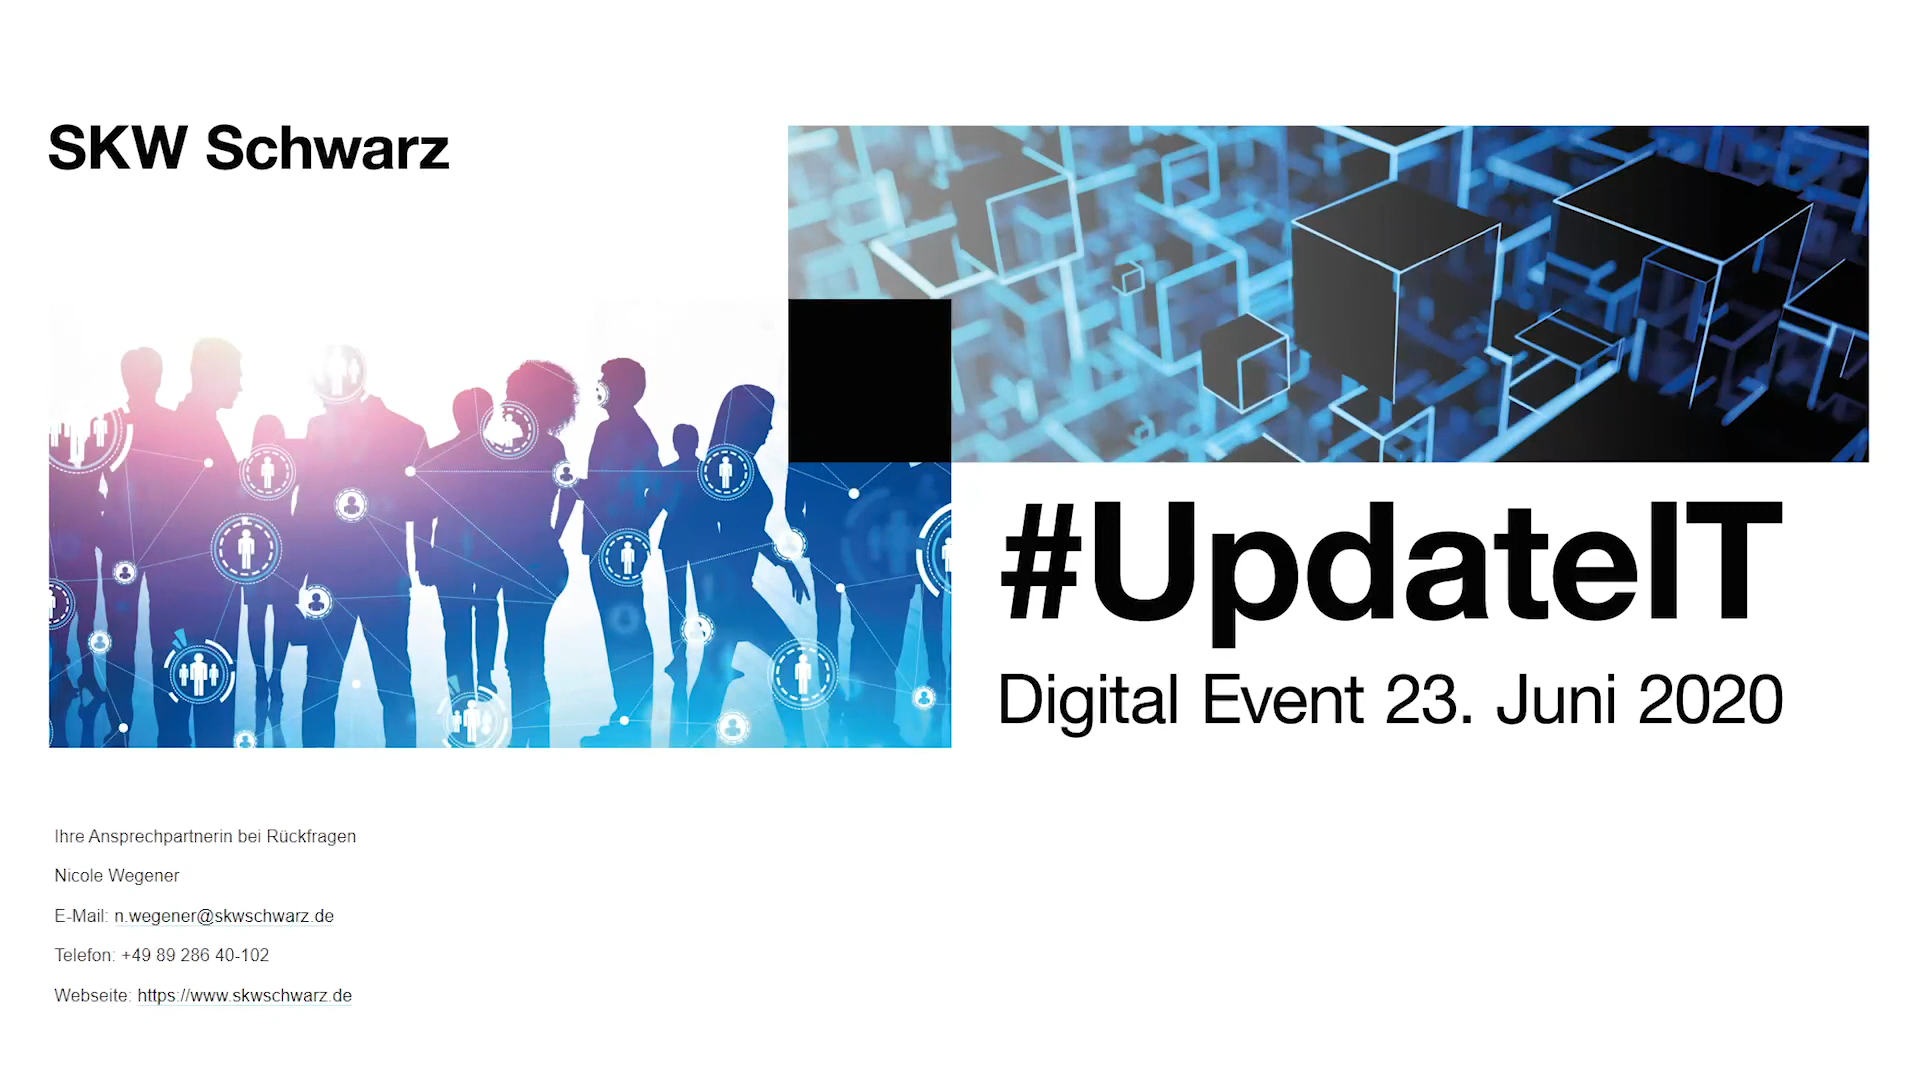 SKW Schwarz
#UpdateIT
Digital Event 23. Juni 2020
Ihre Ansprechpartnerin bei Rückfragen
Nicole Wegener
E-Mail: n.wegener@skwschwarz.de
Telefon: +49 89 286 40-102
Webseite: https://www.skwschwarz.de